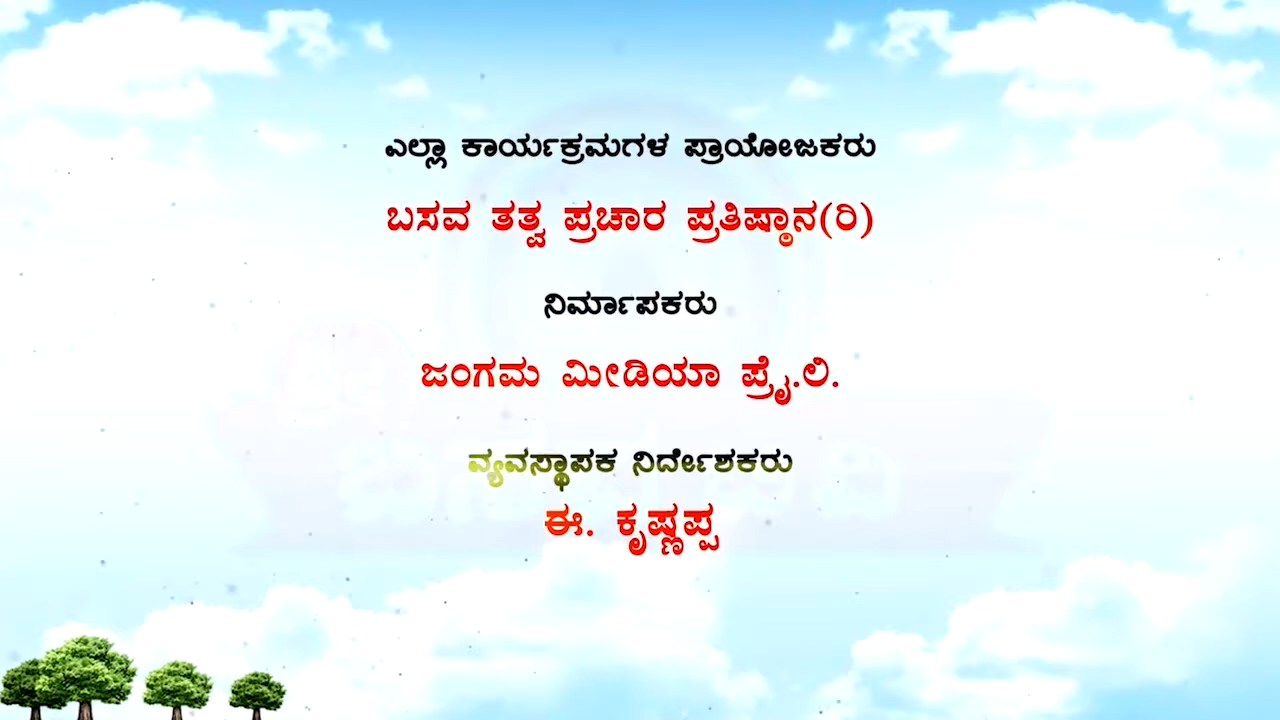 ಎಲ್ಲಾ ಕಾರ್ಯಕ್ರಮಗಳ ಪ್ರಾಯೋಜಕರು
ಬಸವ ತತ್ವ ಪ್ರಚಾರ ಪ್ರತಿಷ್ಠಾನ(ರಿ)
ನಿರ್ಮಾಪಕರು
ಜಂಗಮ ಮೀಡಿಯಾ ಪ್ರೈ.ಲಿ.
ವ್ಯವಸ್ಥಾಪಕ ನಿರ್ದೇಶಕರು
ಈ. ಕೃಷ್ಣಪ್ಪ